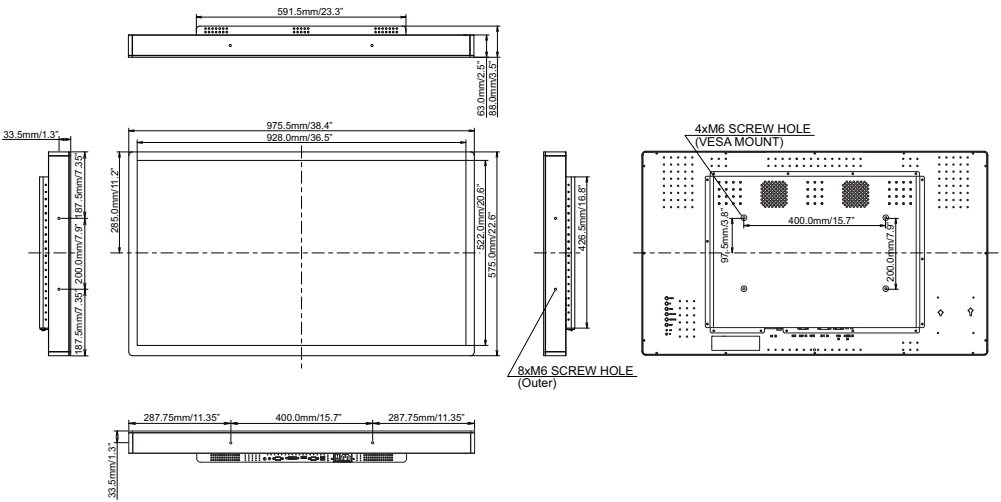 591.5mm/23.3"
63.0mm/2.5"
88.0mm/3.5"
33.5mm/1.3"
187.5mm/7.35"
200.0mm/7.9"
187.5mm/7.35"
975.5mm/38.4"
928.0mm/36.5"
285.0mm/11.2"
522.0mm/20.6"
575.0mm/22.6"
426.5mm/16.8"
8xM6 SCREW HOLE
(Outer)
4xM6 SCREW HOLE
(VESA MOUNT)
400.0mm/15.7"
97.5mm/3.8"
200.0mm/7.9"
287.75mm/11.35"
400.0mm/15.7"
287.75mm/11.35"
33.5mm/1.3"